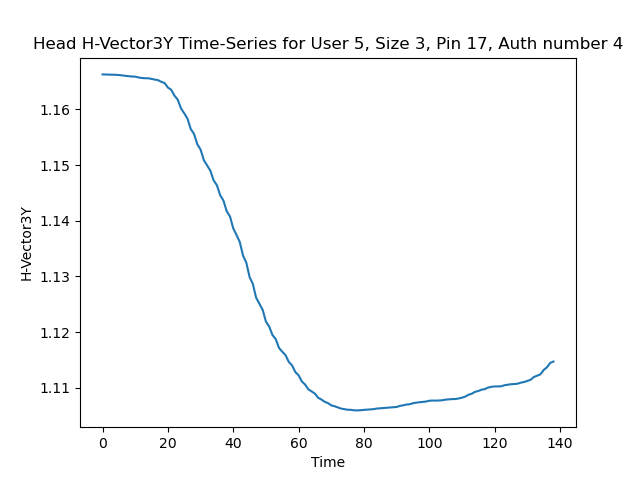 Head H-Vector3Y Time-Series for User 5, Size 3, Pin 17, Auth number 4
H-Vector3Y
1.16
1.15
1.14
1.13
1.12
1.11
0 20 40 60 80 100 120 140
Time